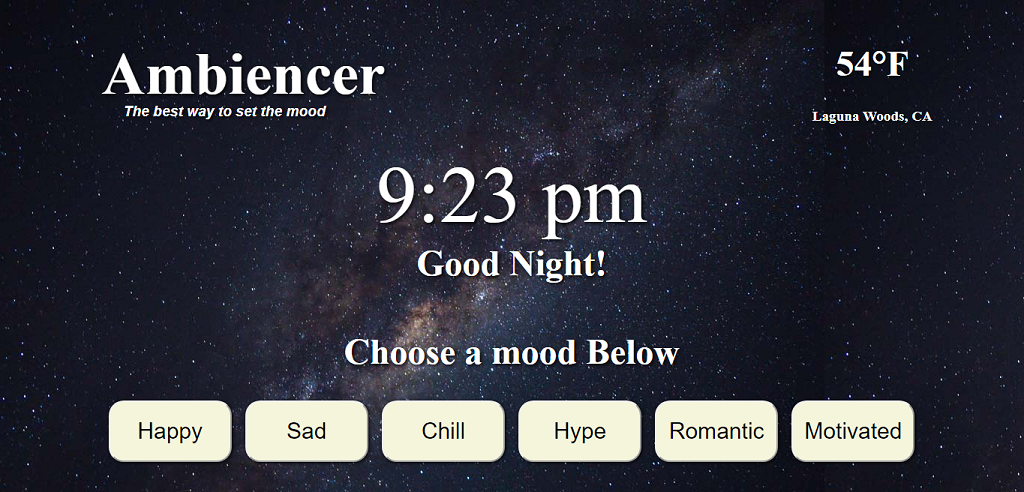 Ambiencer
The best way to set the mood
54°F
Laguna Woods, CA
9:23 pm
Good Night!
Choose a mood Below
Happy
Sad
Chill
Hype
Romantic
Motivated